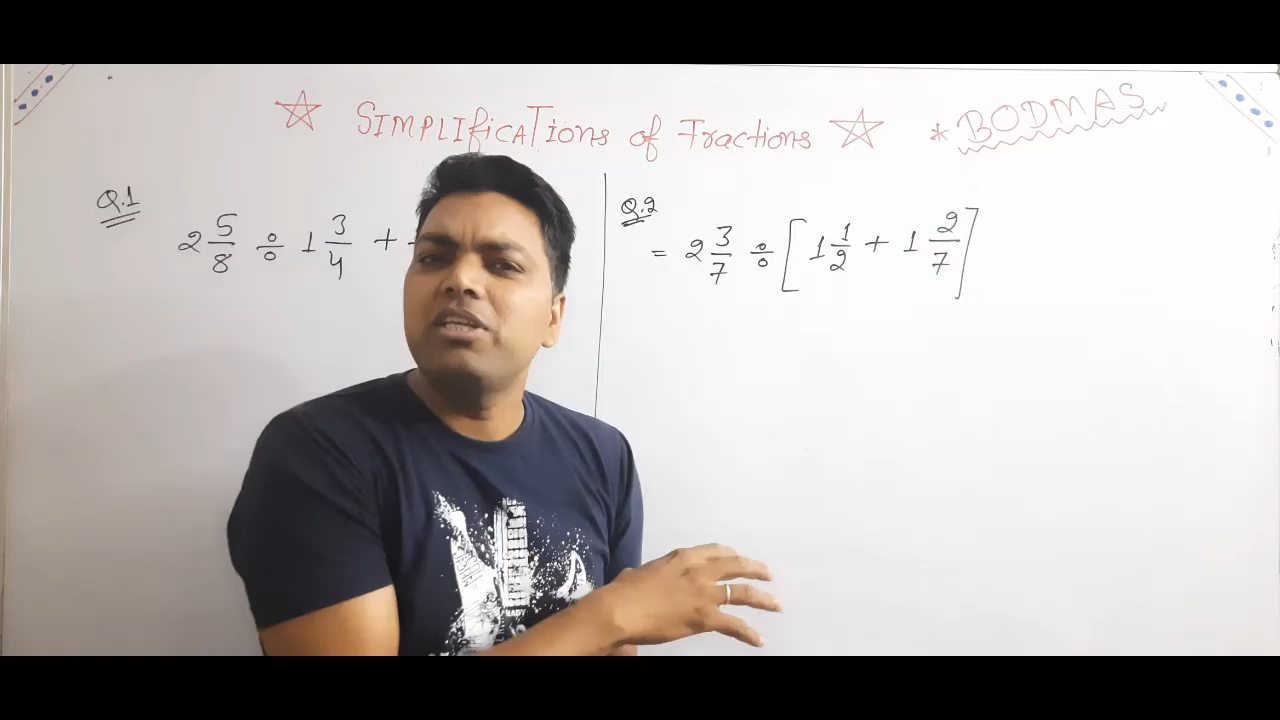 ☆ SIMPLIFICATIONS of Fractions ☆ * BODMAS
Q.1
2 5/8 ÷ 1 3/4 +
Q.2
= 2 3/7 ÷ [1 1/2 + 1 2/7]